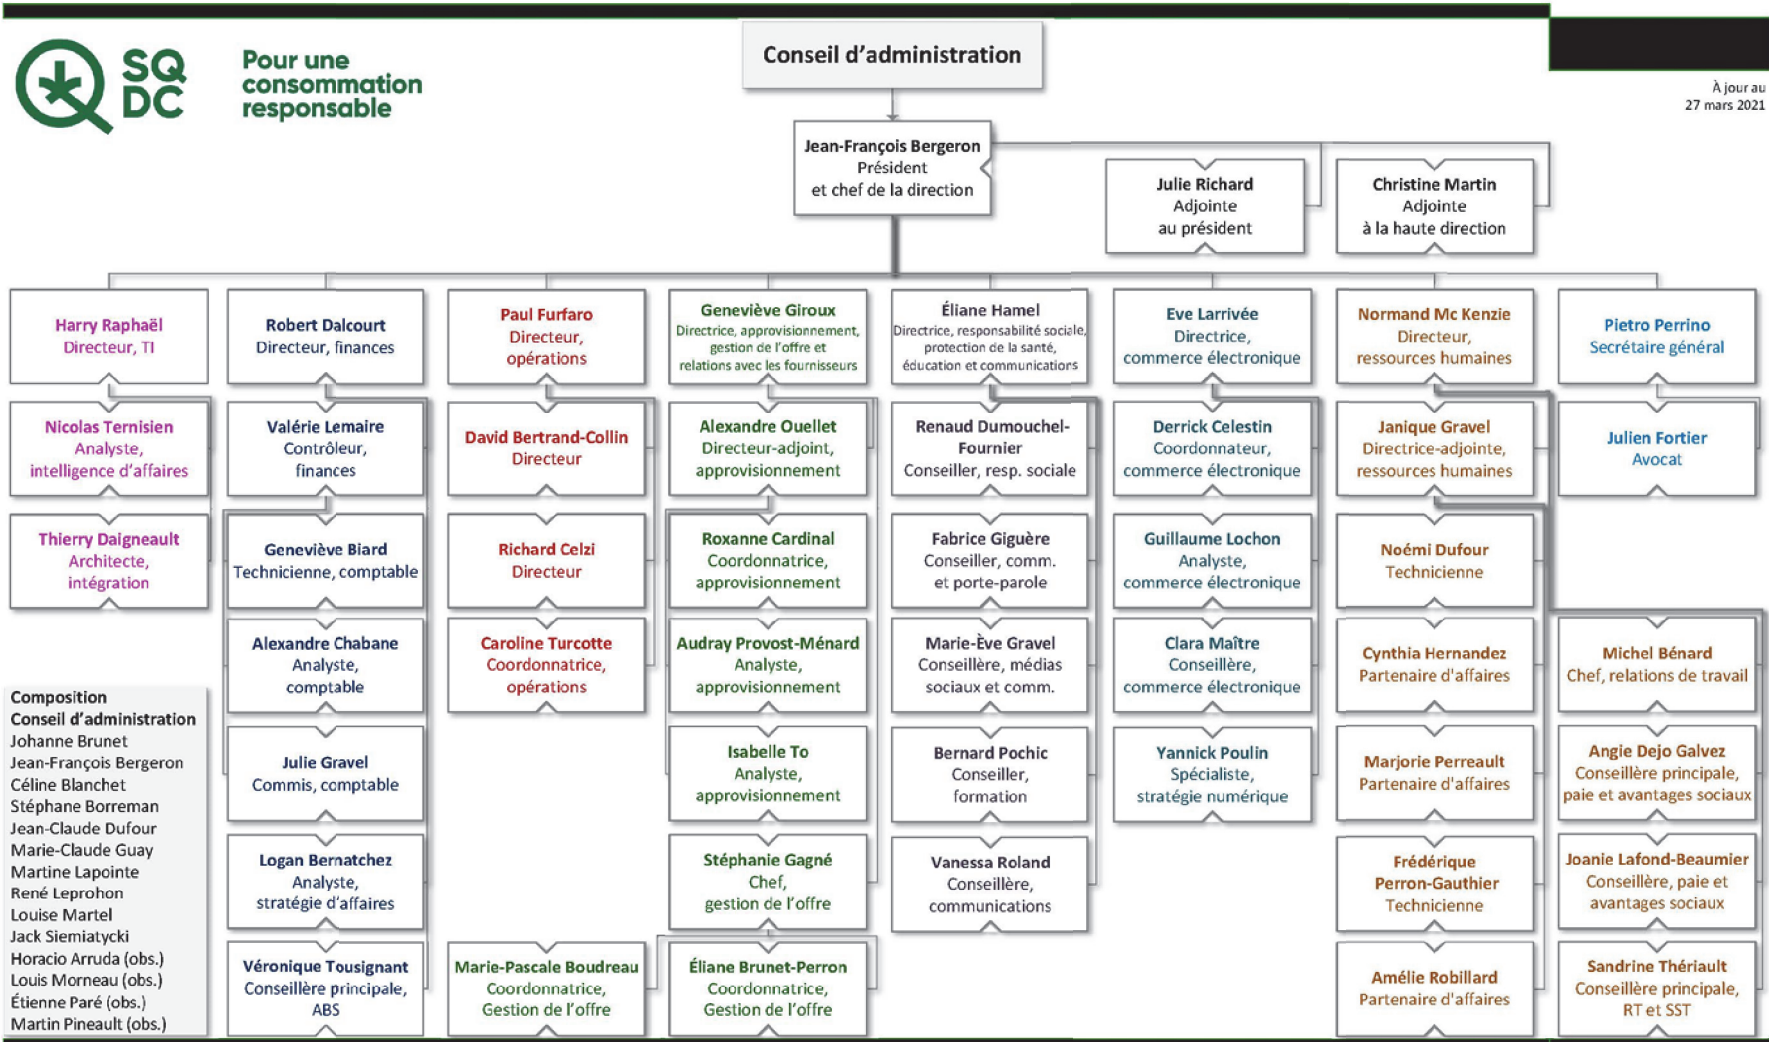 SQ
DC
Pour une
consommation
responsable
Conseil d'administration
À jour au
27 mars 2021
Jean-François Bergeron
Président
et chef de la direction
Julie Richard
Adjointe
au président
Christine Martin
Adjointe
à la haute direction
Harry Raphaël
Directeur, TI
Nicolas Ternisien
Analyste,
intelligence d'affaires
Thierry Daigneault
Architecte,
intégration
Robert Dalcourt
Directeur, finances
Valérie Lemaire
Contrôleur,
finances
Geneviève Biard
Technicienne, comptable
Alexandre Chabane
Analyste,
comptable
Julie Gravel
Commis, comptable
Logan Bernatchez
Analyste,
stratégie d'affaires
Véronique Tousignant
Conseillère principale,
ABS
Paul Furfaro
Directeur,
opérations
David Bertrand-Collin
Directeur
Richard Celzi
Directeur
Caroline Turcotte
Coordonnatrice,
opérations
Geneviève Giroux
Directrice, approvisionnement,
gestion de l'offre et
relations avec les fournisseurs
Alexandre Ouellet
Directeur-adjoint,
approvisionnement
Roxanne Cardinal
Coordonnatrice,
approvisionnement
Audray Provost-Ménard
Analyste,
approvisionnement
Isabelle To
Analyste,
approvisionnement
Stéphanie Gagné
Chef,
gestion de l'offre
Marie-Pascale Boudreau
Coordonnatrice,
Gestion de l'offre
Éliane Brunet-Perron
Coordonnatrice,
Gestion de l'offre
Éliane Hamel
Directrice, responsabilité sociale,
protection de la santé,
éducation et communications
Renaud Dumouchel-
Fournier
Conseiller, resp. sociale
Fabrice Giguère
Conseiller, comm.
et porte-parole
Marie-Ève Gravel
Conseillère, médias
sociaux et comm.
Bernard Pochic
Conseiller,
formation
Vanessa Roland
Conseillère,
communications
Eve Larrivée
Directrice,
commerce électronique
Derrick Celestin
Coordonnateur,
commerce électronique
Guillaume Lochon
Analyste,
commerce électronique
Clara Maître
Conseillère,
commerce électronique
Yannick Poulin
Spécialiste,
stratégie numérique
Normand Mc Kenzie
Directeur,
ressources humaines
Janique Gravel
Directrice-adjointe,
ressources humaines
Noémi Dufour
Technicienne
Cynthia Hernandez
Partenaire d'affaires
Marjorie Perreault
Partenaire d'affaires
Frédérique
Perron-Gauthier
Technicienne
Amélie Robillard
Partenaire d'affaires
Pietro Perrino
Secrétaire général
Julien Fortier
Avocat
Michel Bénard
Chef, relations de travail
Angie Dejo Galvez
Conseillère principale,
paie et avantages sociaux
Joanie Lafond-Beaumier
Conseillère, paie et
avantages sociaux
Sandrine Thériault
Conseillère principale,
RT et SST
Composition
Conseil d'administration
Johanne Brunet
Jean-François Bergeron
Céline Blanchet
Stéphane Borreman
Jean-Claude Dufour
Marie-Claude Guay
Martine Lapointe
René Leprohon
Louise Martel
Jack Siemiatycki
Horacio Arruda (obs.)
Louis Morneau (obs.)
Étienne Paré (obs.)
Martin Pineault (obs.)